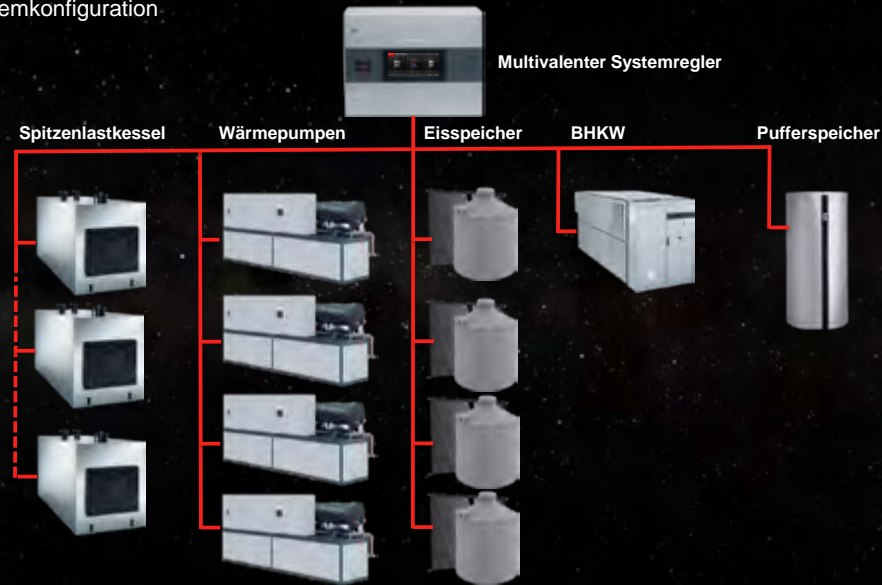 emkonfiguration
Multivalenter Systemregler
Spitzenlastkessel Wärmepumpen Eisspeicher BHKW Pufferspeicher